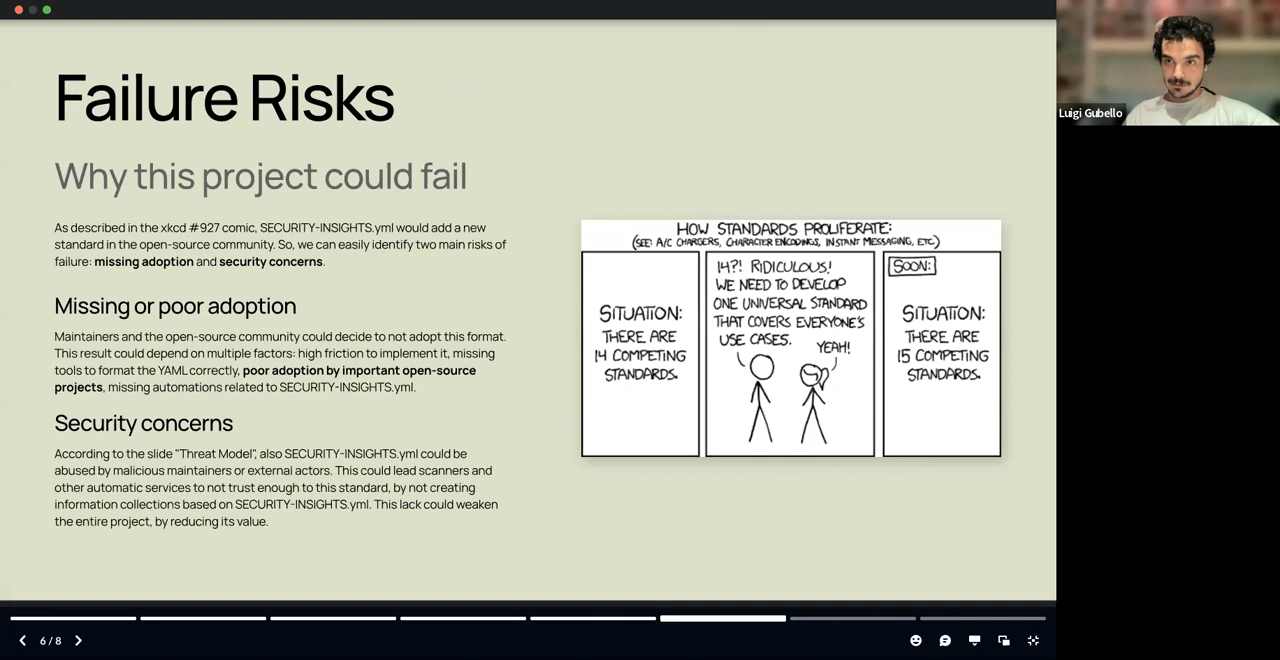 Failure Risks
Why this project could fail
As described in the xkcd #927 comic, SECURITY-INSIGHTS.yml would add a new
standard in the open-source community. So, we can easily identify two main risks of
failure: missing adoption and security concerns.
Missing or poor adoption
Maintainers and the open-source community could decide to not adopt this format.
This result could depend on multiple factors: high friction to implement it, missing
tools to format the YAML correctly, poor adoption by important open-source
projects, missing automations related to SECURITY-INSIGHTS.yml.
Security concerns
According to the slide "Threat Model", also SECURITY-INSIGHTS.yml could be
abused by malicious maintainers or external actors. This could lead scanners and
other automatic services to not trust enough to this standard, by not creating
information collections based on SECURITY-INSIGHTS.yml. This lack could weaken
the entire project, by reducing its value.
HOW STANDARDS PROLIFERATE:
(SEE: A/C CHARGERS, CHARACTER ENCODINGS, INSTANT MESSAGING, ETC.)
SITUATION:
THERE ARE
14 COMPETING
STANDARDS.
14?! RIDICULOUS!
WE NEED TO DEVELOP
ONE UNIVERSAL STANDARD
THAT COVERS EVERYONE'S
USE CASES.
YEAH!
SOON:
SITUATION:
THERE ARE
15 COMPETING
STANDARDS.
Luigi Gubello
6 / 8